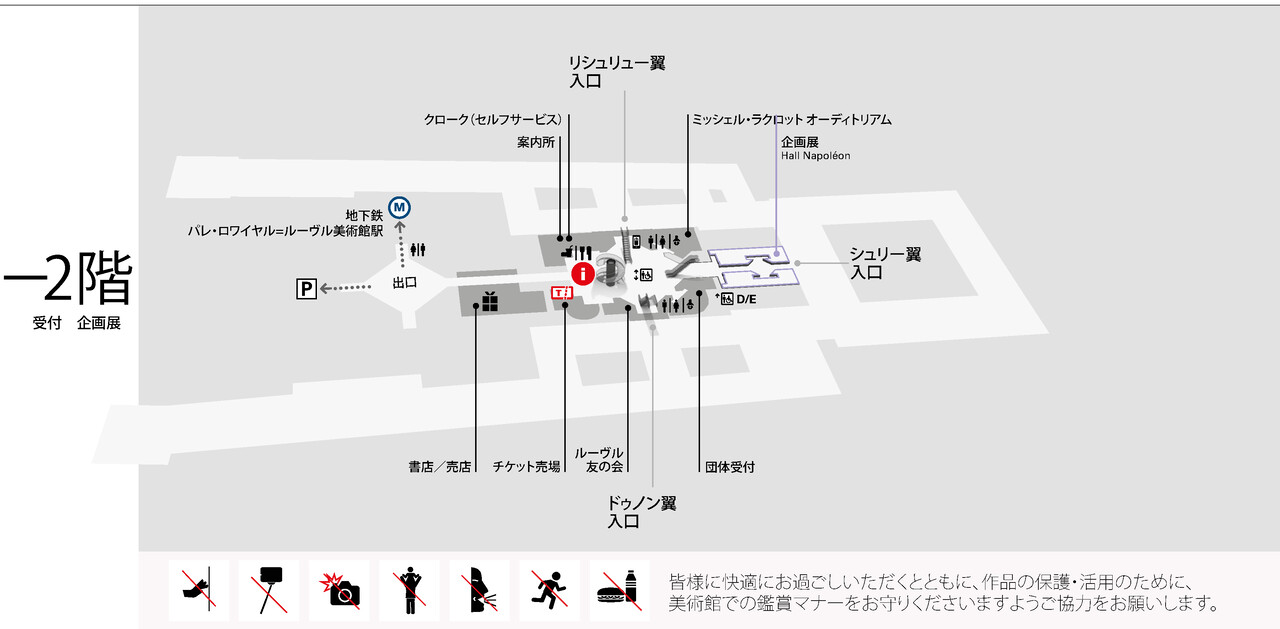 リシュリュー翼
入口
クローク（セルフサービス）
案内所
ミッシェル・ラクロット オーディトリアム
企画展
Hall Napoléon
M
地下鉄
パレ・ロワイヤル=ルーヴル美術館駅
シュリー翼
入口
–2階
受付　企画展
P
出口
i
T
D/E
書店／売店
チケット売場
ルーヴル
友の会
団体受付
ドゥノン翼
入口
皆様に快適にお過ごしいただくとともに、作品の保護・活用のために、
美術館での鑑賞マナーをお守りくださいますようご協力をお願いします。